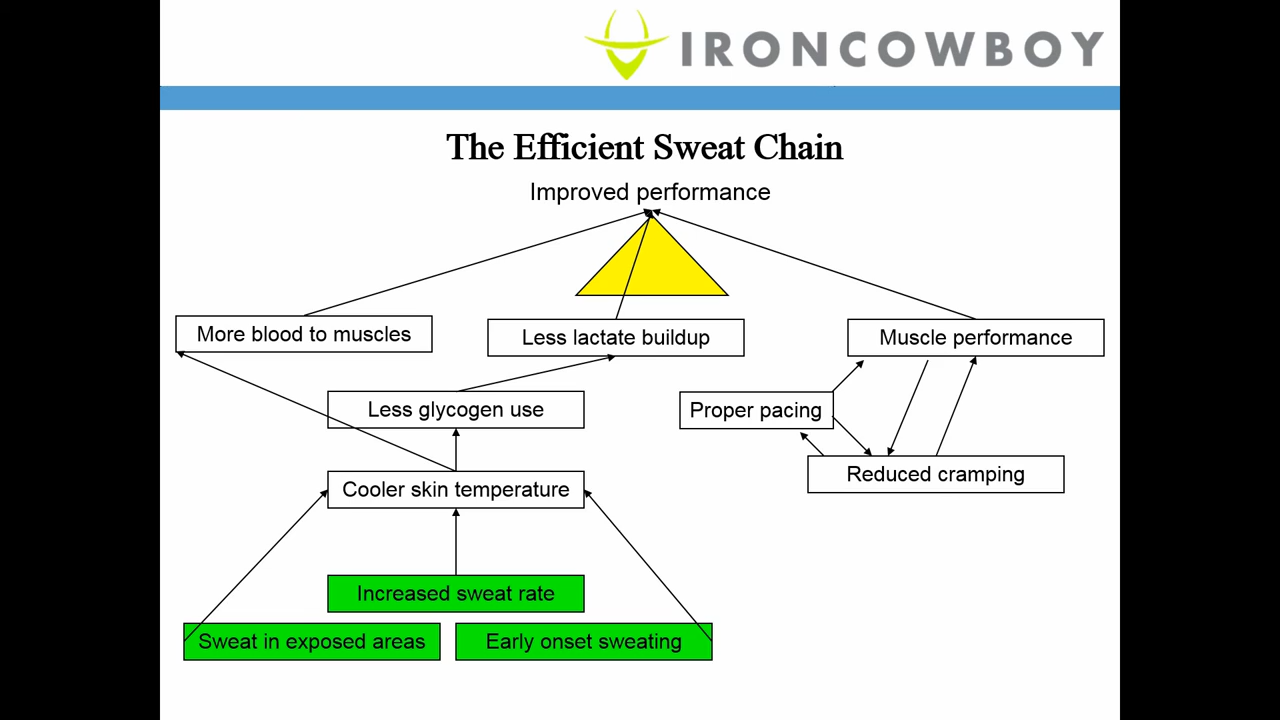 IRONCOWBOY
The Efficient Sweat Chain
Improved performance
More blood to muscles
Less lactate buildup
Muscle performance
Less glycogen use
Proper pacing
Reduced cramping
Cooler skin temperature
Increased sweat rate
Sweat in exposed areas
Early onset sweating